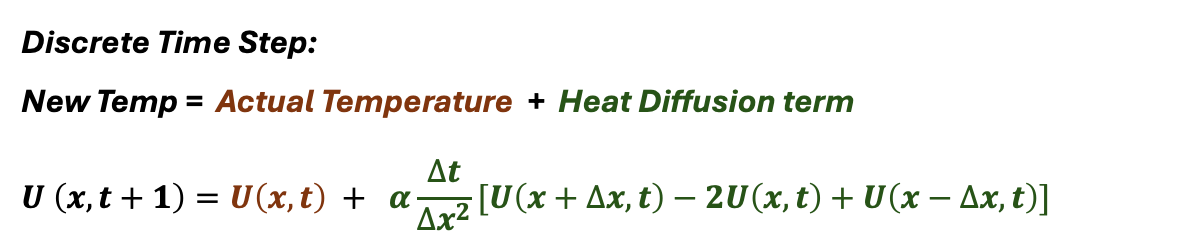 Discrete Time Step:
New Temp = Actual Temperature + Heat Diffusion term
U (x, t + 1) = U(x, t) + α Δt/Δx² [U(x + Δx, t) − 2U(x, t) + U(x − Δx, t)]